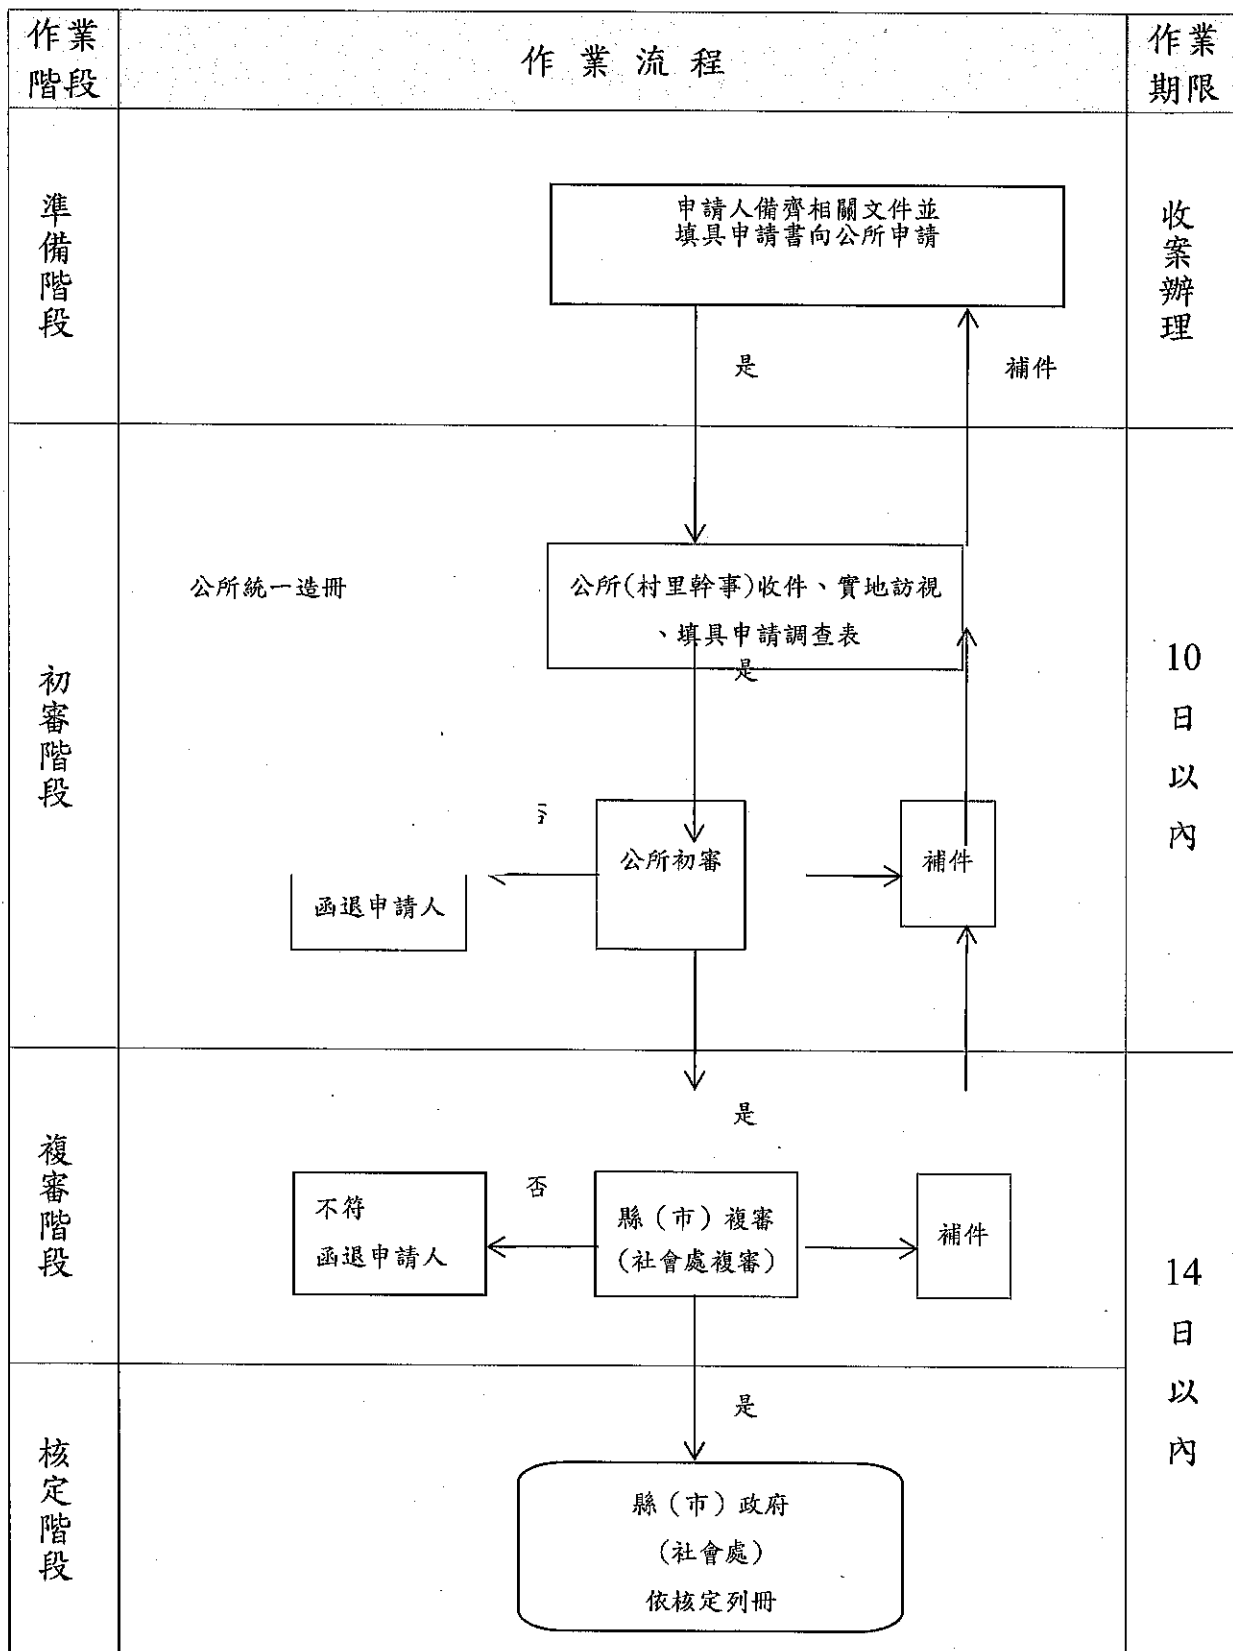 作業
階段
作業流程
作業
期限
準備階段
申請人備齊相關文件並
填具申請書向公所申請
收案辦理
是
補件
初審階段
公所統一造冊
公所(村里幹事)收件、實地訪視
、填具申請調查表
是
10
日
以
內
否
公所初審
補件
函退申請人
是
複審階段
不符
函退申請人
否
縣（市）複審
(社會處複審)
補件
14
日
以
內
是
核定階段
縣（市）政府
(社會處)
依核定列冊